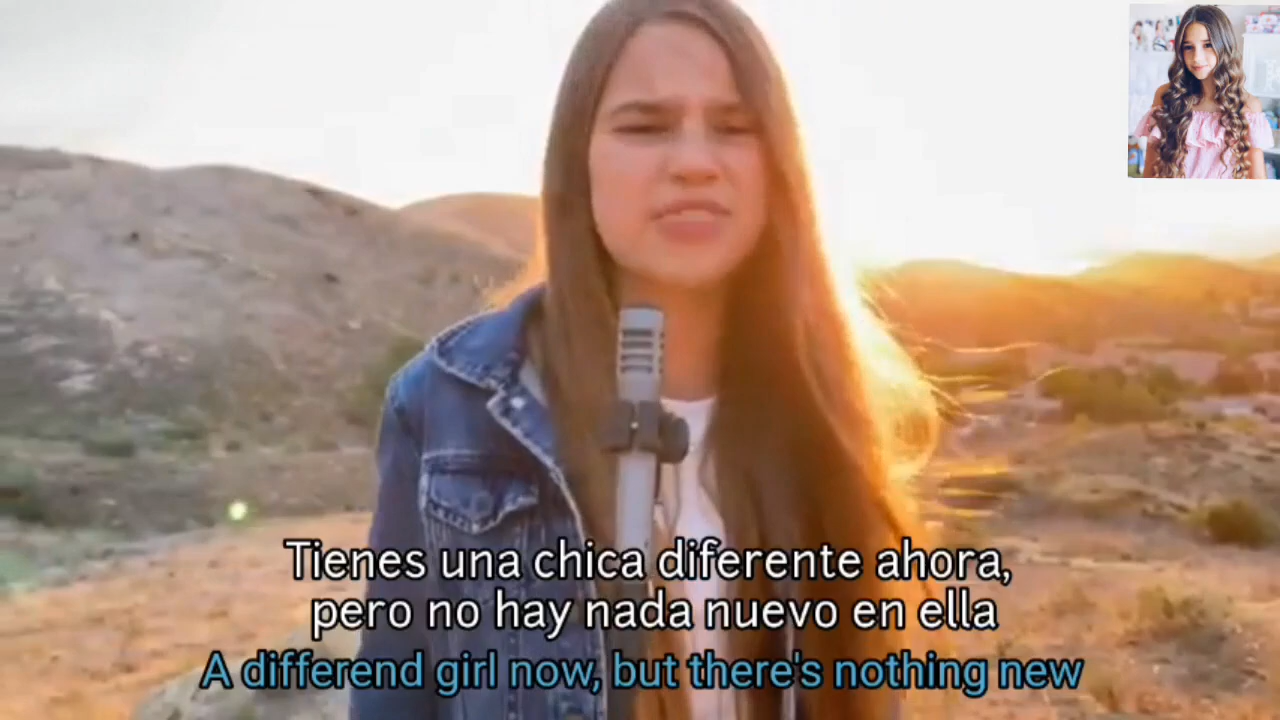 Tienes una chica diferente ahora,
pero no hay nada nuevo en ella
A differend girl now, but there's nothing new